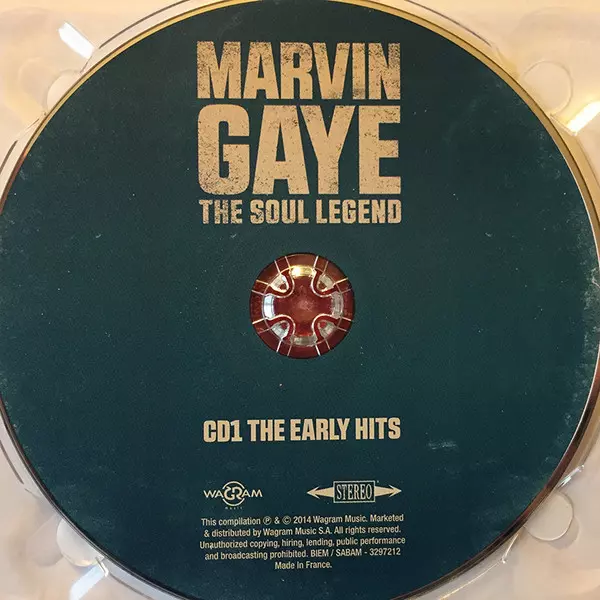 MARVIN
GAYE
THE SOUL LEGEND
CD1 THE EARLY HITS
WAGRAM
MUSIC
STEREO
This compilation ℗ & © 2014 Wagram Music. Marketed
& distributed by Wagram Music S.A. All rights reserved.
Unauthorized copying, hiring, lending, public performance
and broadcasting prohibited. BIEM / SABAM - 3297212
Made in France.